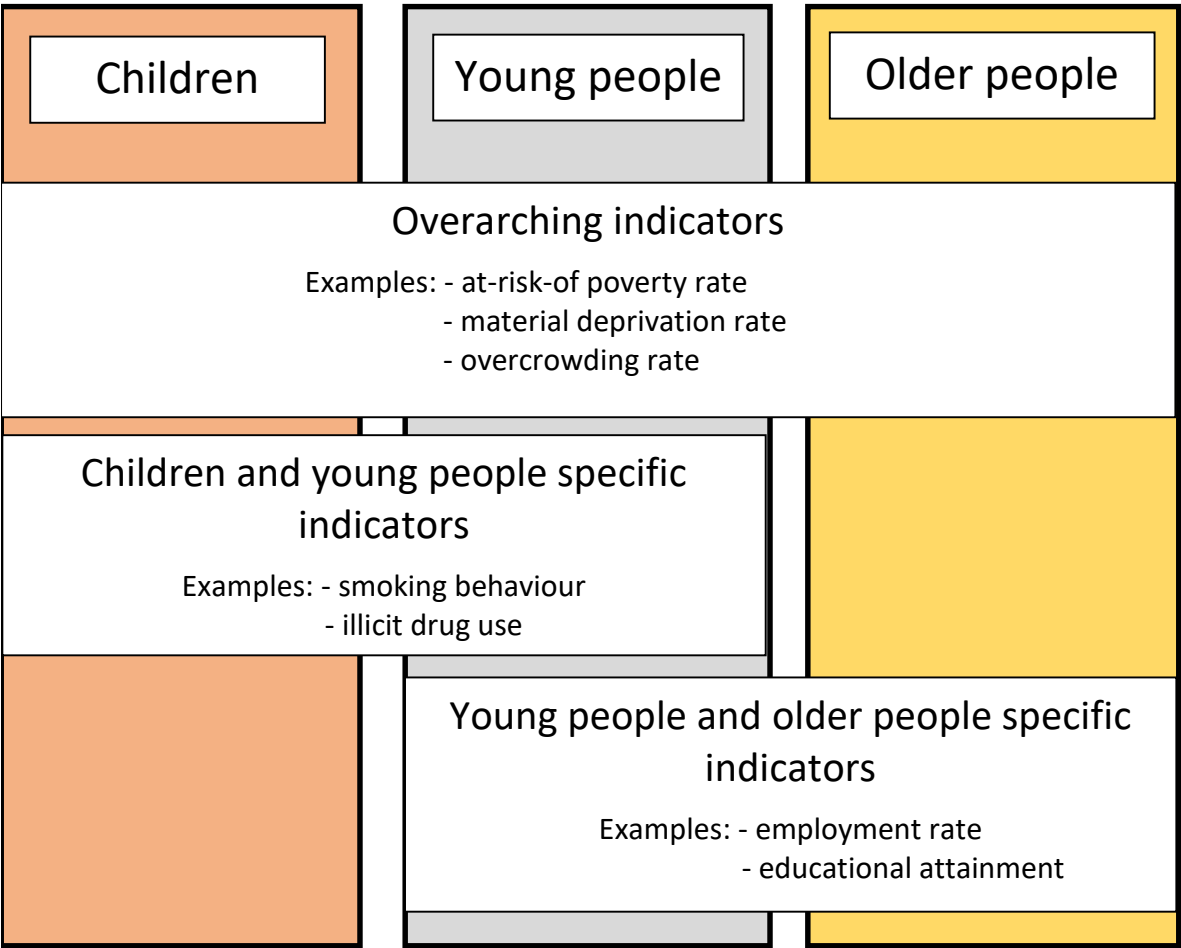 Children
Young people
Older people
Overarching indicators
Examples: - at-risk-of poverty rate
- material deprivation rate
- overcrowding rate
Children and young people specific
indicators
Examples: - smoking behaviour
- illicit drug use
Young people and older people specific
indicators
Examples: - employment rate
- educational attainment